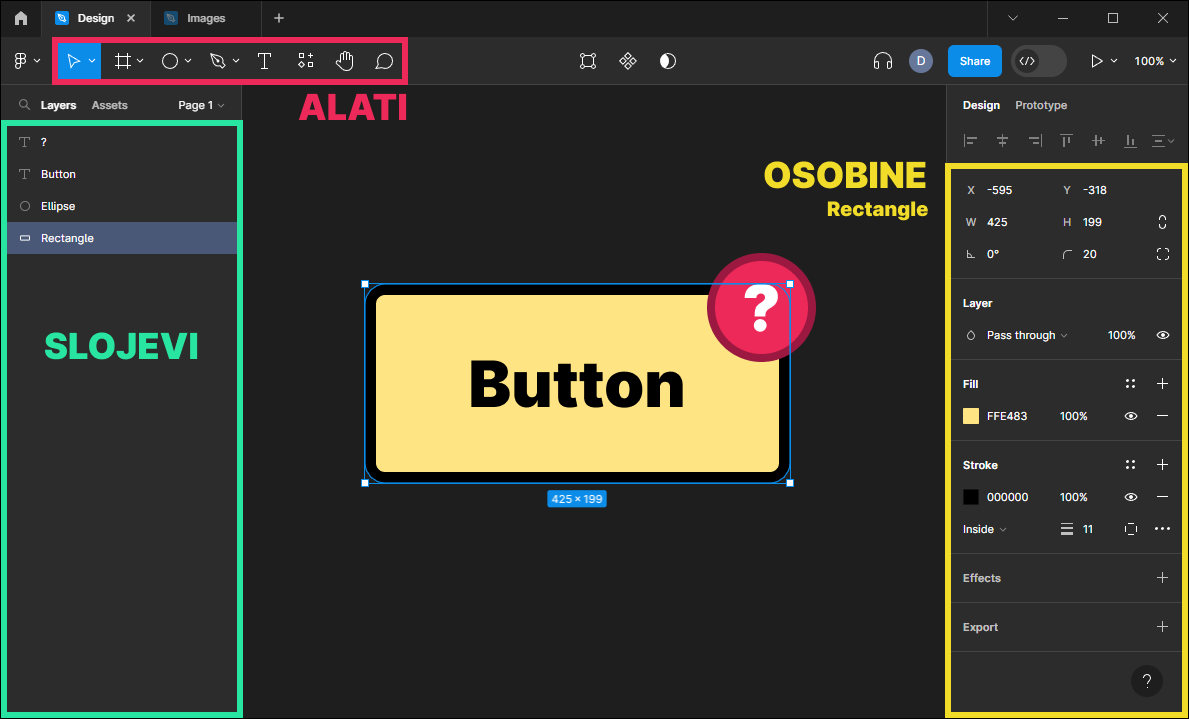 Design
Images
D
Share
100%
ALATI
Layers Assets Page 1
?
Button
Ellipse
Rectangle
SLOJEVI
OSOBINE
Rectangle
?
Button
425 × 199
Design Prototype
X -595 Y -318
W 425 H 199
0° 20
Layer
Pass through 100%
Fill
FFE483 100%
Stroke
000000 100%
Inside 11
Effects
Export
?